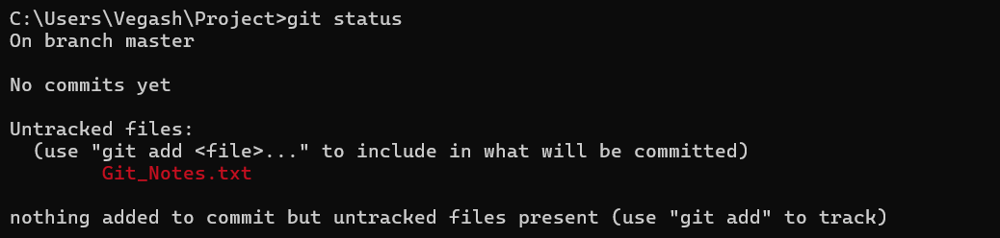 C:\Users\Vegash\Project>git status
On branch master
No commits yet
Untracked files:
(use "git add <file>..." to include in what will be committed)
Git_Notes.txt
nothing added to commit but untracked files present (use "git add" to track)